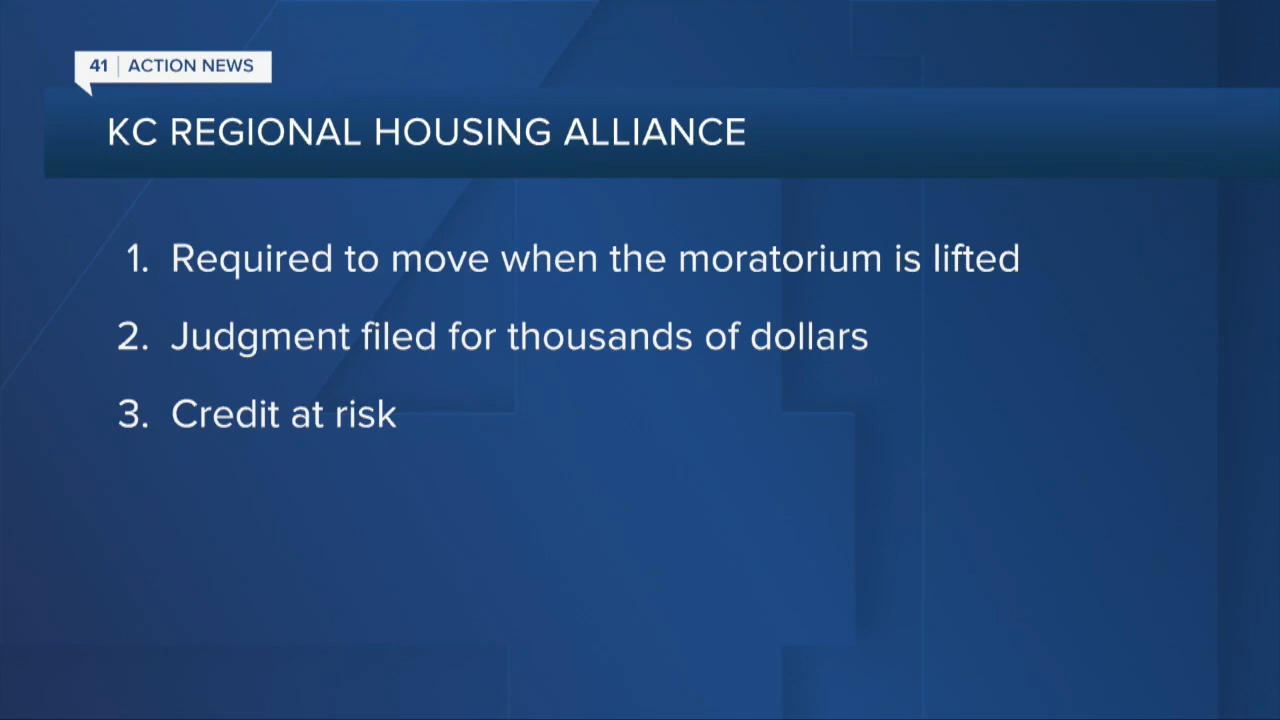 41 | ACTION NEWS
KC REGIONAL HOUSING ALLIANCE
1. Required to move when the moratorium is lifted
2. Judgment filed for thousands of dollars
3. Credit at risk